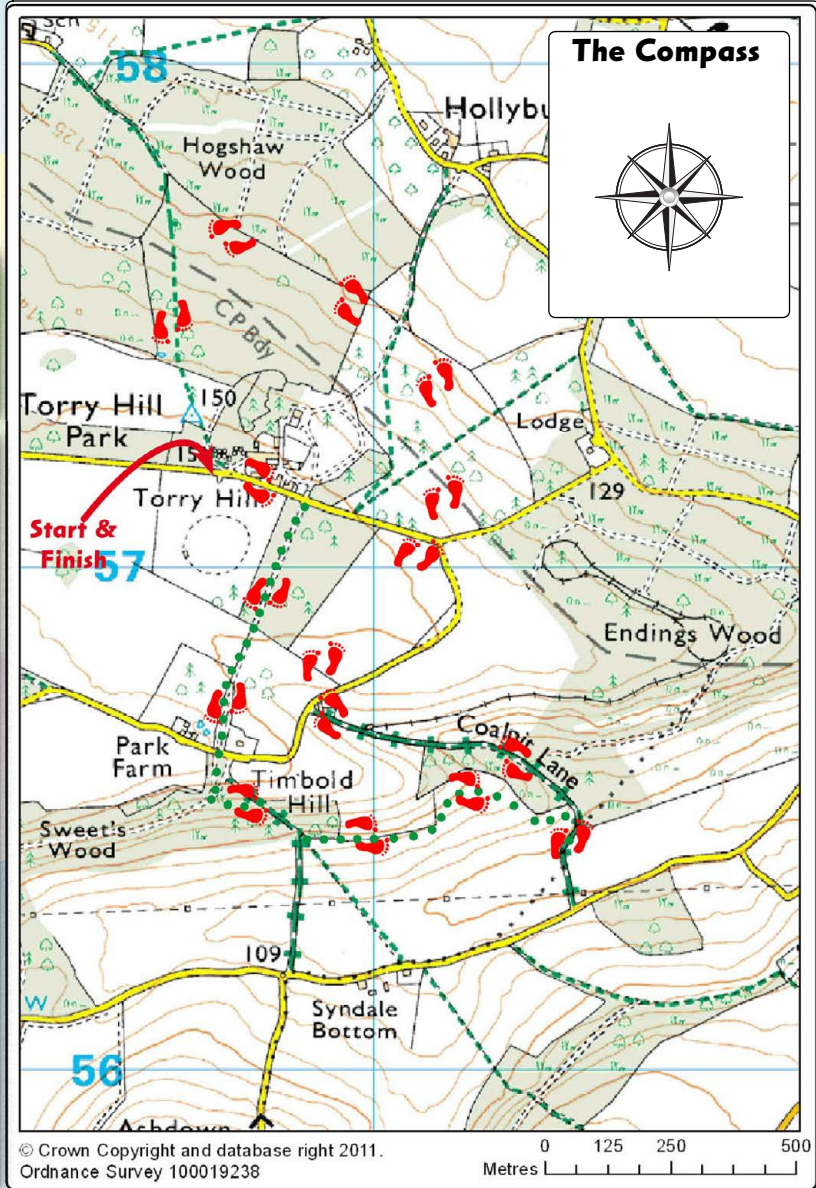 Sch
115
58
The Compass
Hollybu
125
Hogshaw
Wood
CP Bdy
150
Torry Hill
Park
15
Lodge
129
Torry Hill
Start &
Finish
57
Endings Wood
Coalpit Lane
Park
Farm
Timbold
Hill
Sweet's
Wood
109
W
Syndale
Bottom
56
Ashdown
© Crown Copyright and database right 2011.
Ordnance Survey 100019238
0 125 250 500
Metres